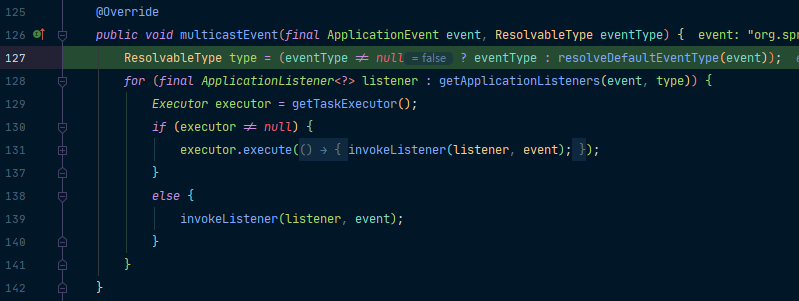 125 @Override
126 public void multicastEvent(final ApplicationEvent event, ResolvableType eventType) { event: "org.spr
127 ResolvableType type = (eventType ≠ null = false ? eventType : resolveDefaultEventType(event)); e
128 for (final ApplicationListener<?> listener : getApplicationListeners(event, type)) {
129 Executor executor = getTaskExecutor();
130 if (executor ≠ null) {
131 executor.execute(() → { invokeListener(listener, event); });
137 }
138 else {
139 invokeListener(listener, event);
140 }
141 }
142 }